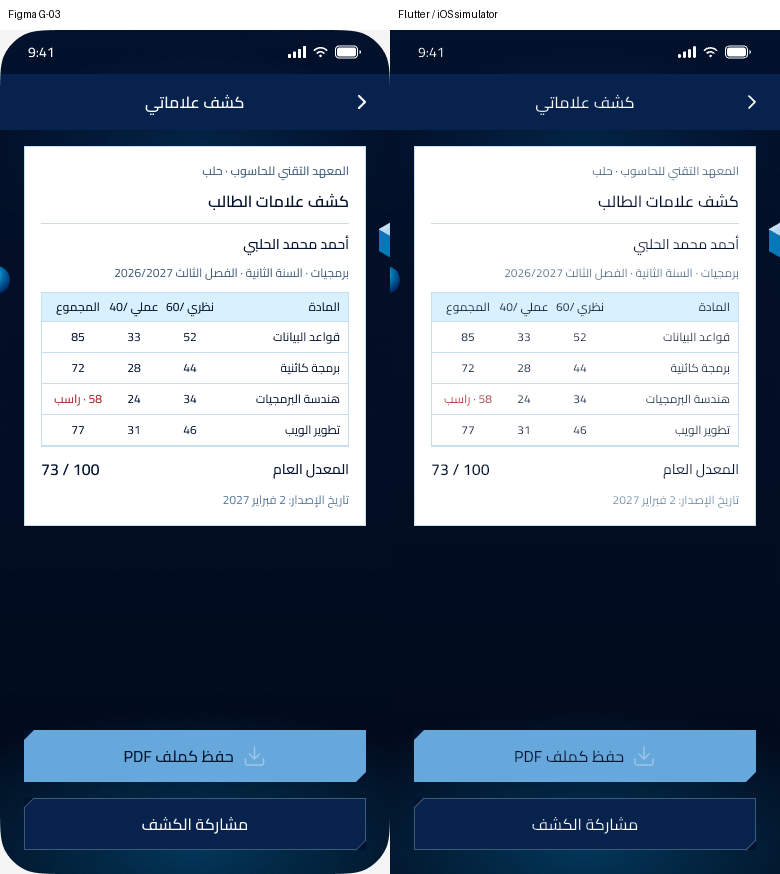 Figma G-03
9:41
كشف علاماتي
المعهد التقني للحاسوب · حلب
كشف علامات الطالب
أحمد محمد الحلبي
برمجيات · السنة الثانية · الفصل الثالث 2026/2027
المادة نظري /60 عملي /40 المجموع
قواعد البيانات 52 33 85
برمجة كائنية 44 28 72
هندسة البرمجيات 34 24 58 · راسب
تطوير الويب 46 31 77
المعدل العام 73 / 100
تاريخ الإصدار: 2 فبراير 2027
حفظ كملف PDF
مشاركة الكشف
Flutter / iOS simulator
9:41
كشف علاماتي
المعهد التقني للحاسوب · حلب
كشف علامات الطالب
أحمد محمد الحلبي
برمجيات · السنة الثانية · الفصل الثالث 2026/2027
المادة نظري /60 عملي /40 المجموع
قواعد البيانات 52 33 85
برمجة كائنية 44 28 72
هندسة البرمجيات 34 24 58 · راسب
تطوير الويب 46 31 77
المعدل العام 73 / 100
تاريخ الإصدار: 2 فبراير 2027
حفظ كملف PDF
مشاركة الكشف